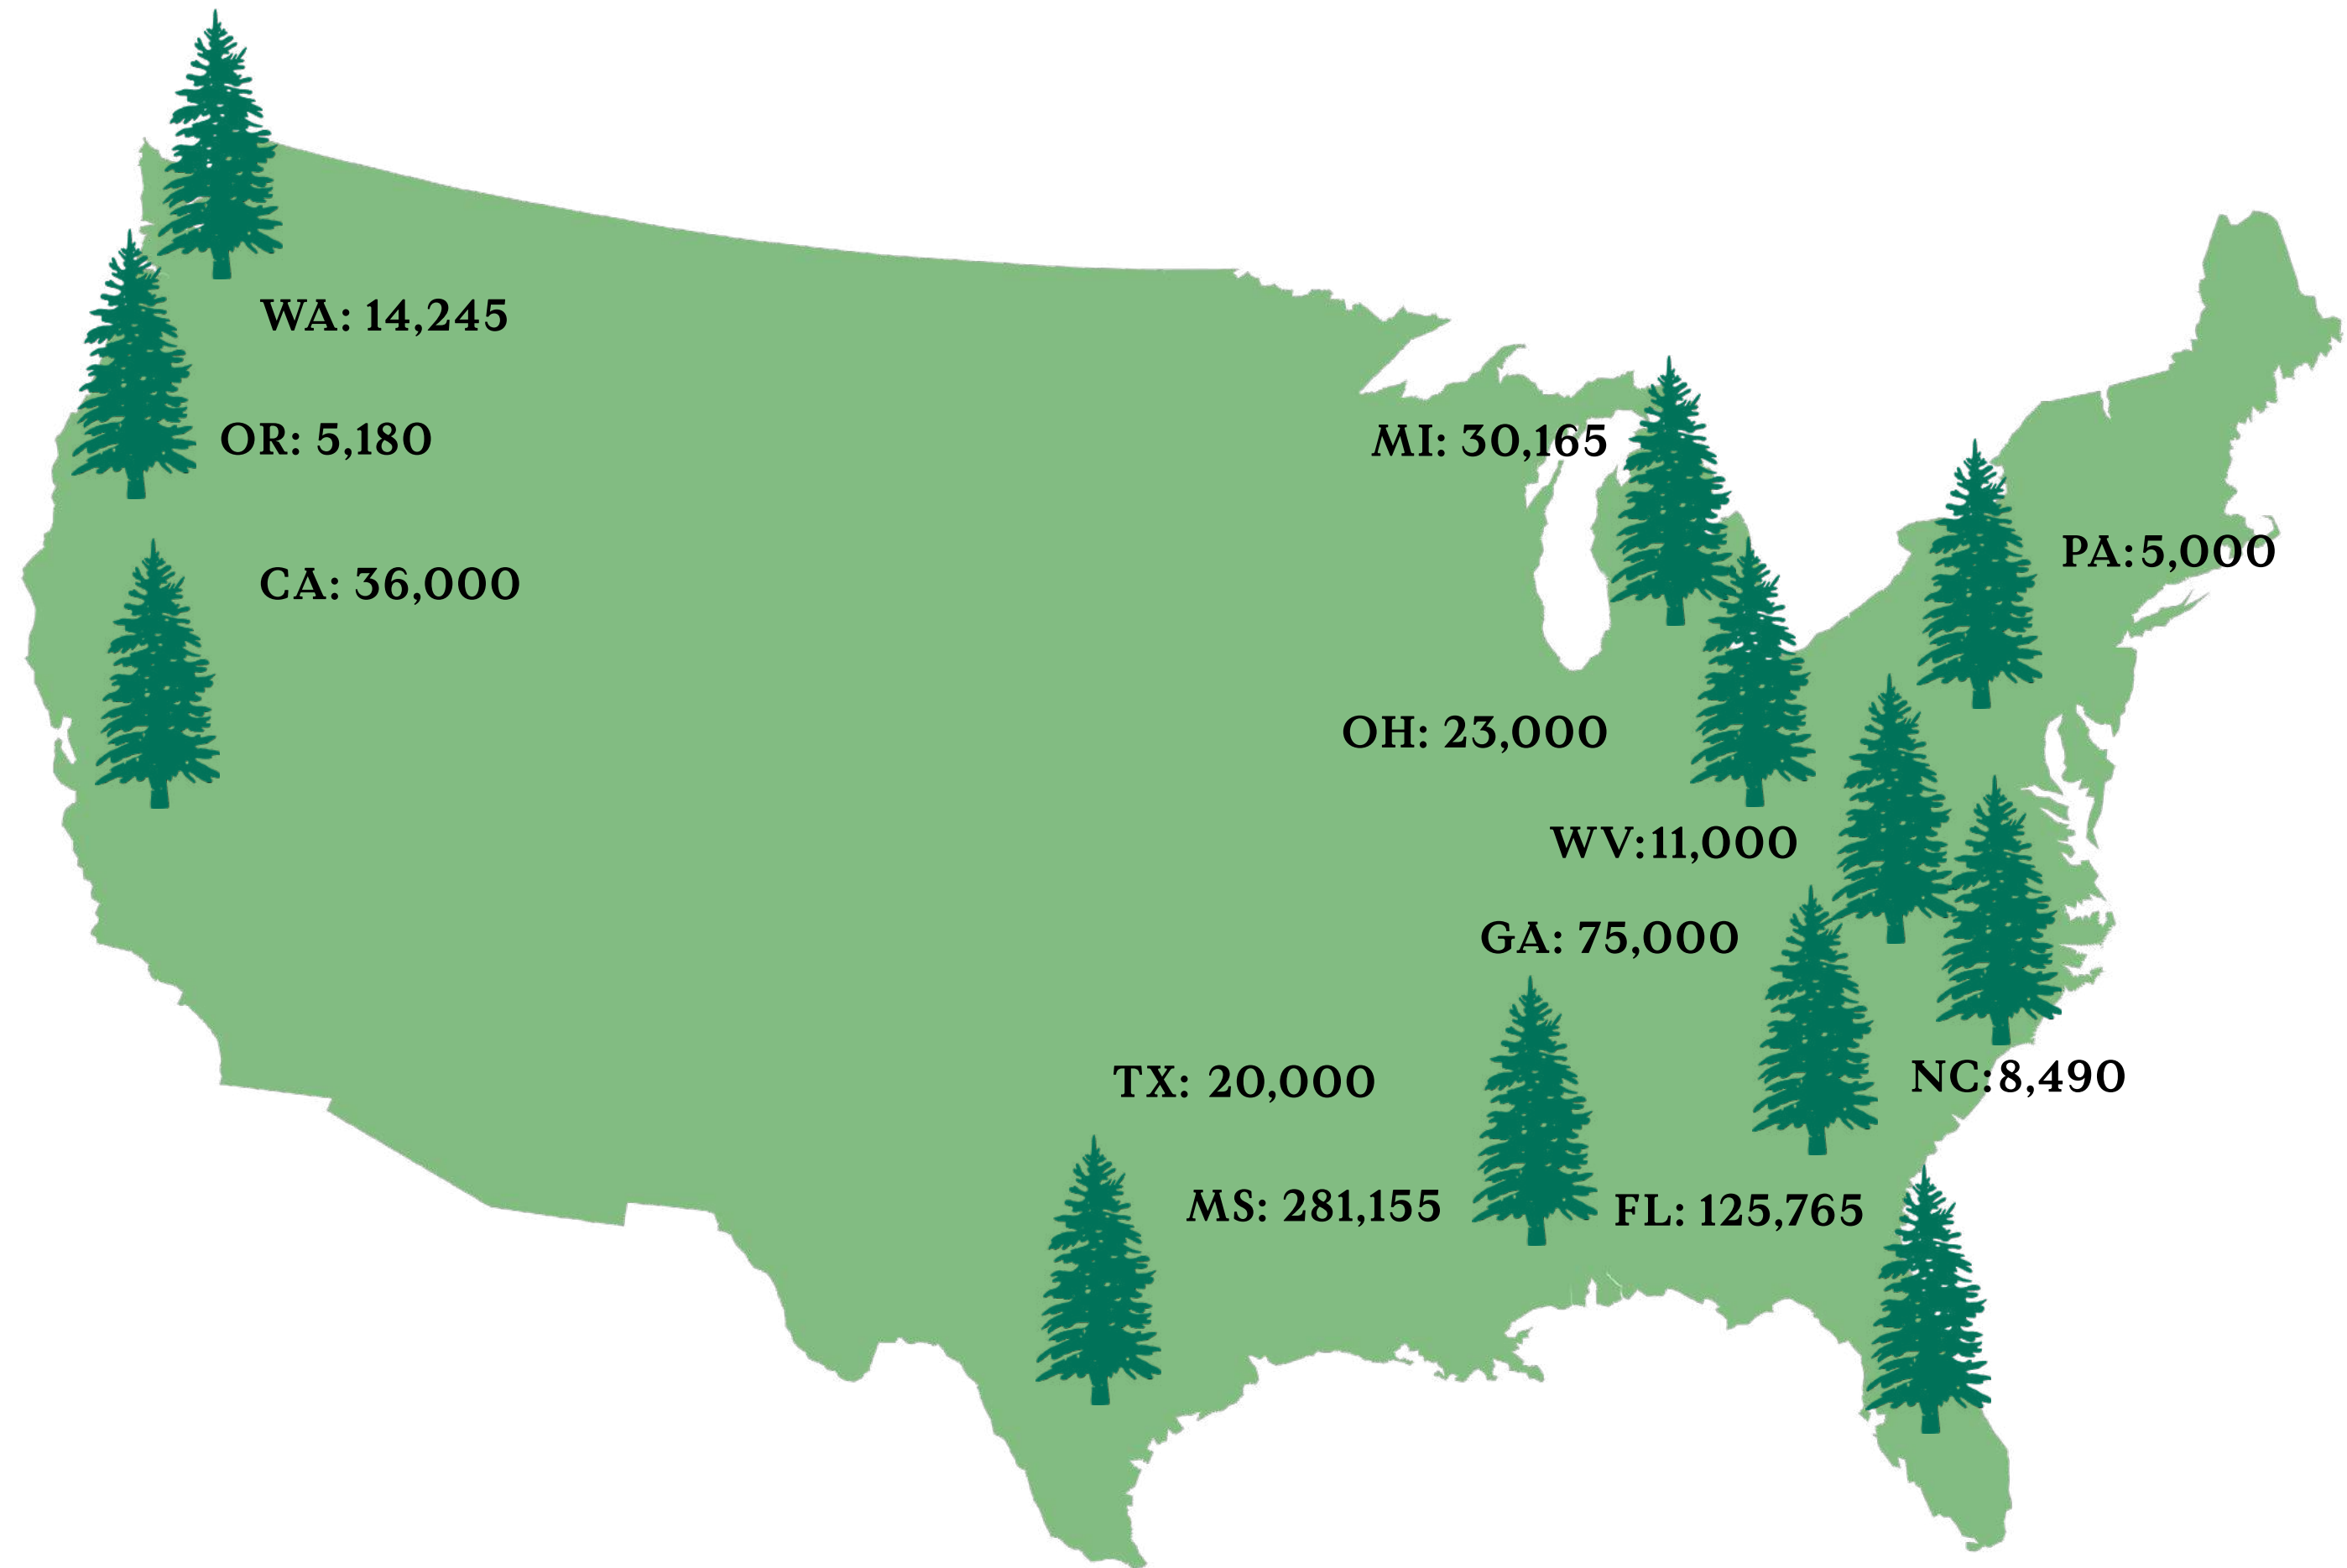 WA: 14,245
OR: 5,180
MI: 30,165
PA:5,000
CA: 36,000
OH: 23,000
WV:11,000
GA: 75,000
TX: 20,000
NC:8,490
MS: 281,155
FL: 125,765